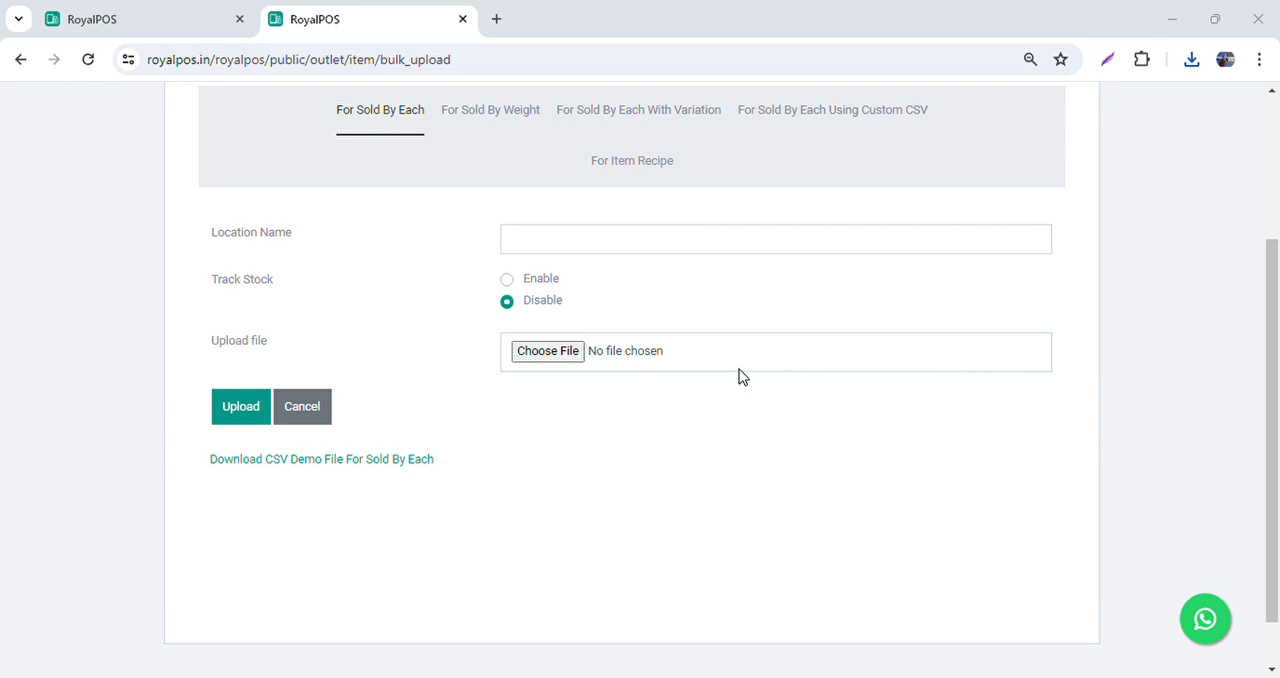 RoyalPOS
RoyalPOS
royalpos.in/royalpos/public/outlet/item/bulk_upload
For Sold By Each
For Sold By Weight
For Sold By Each With Variation
For Sold By Each Using Custom CSV
For Item Recipe
Location Name
Track Stock
Enable
Disable
Upload file
Choose File No file chosen
Upload
Cancel
Download CSV Demo File For Sold By Each